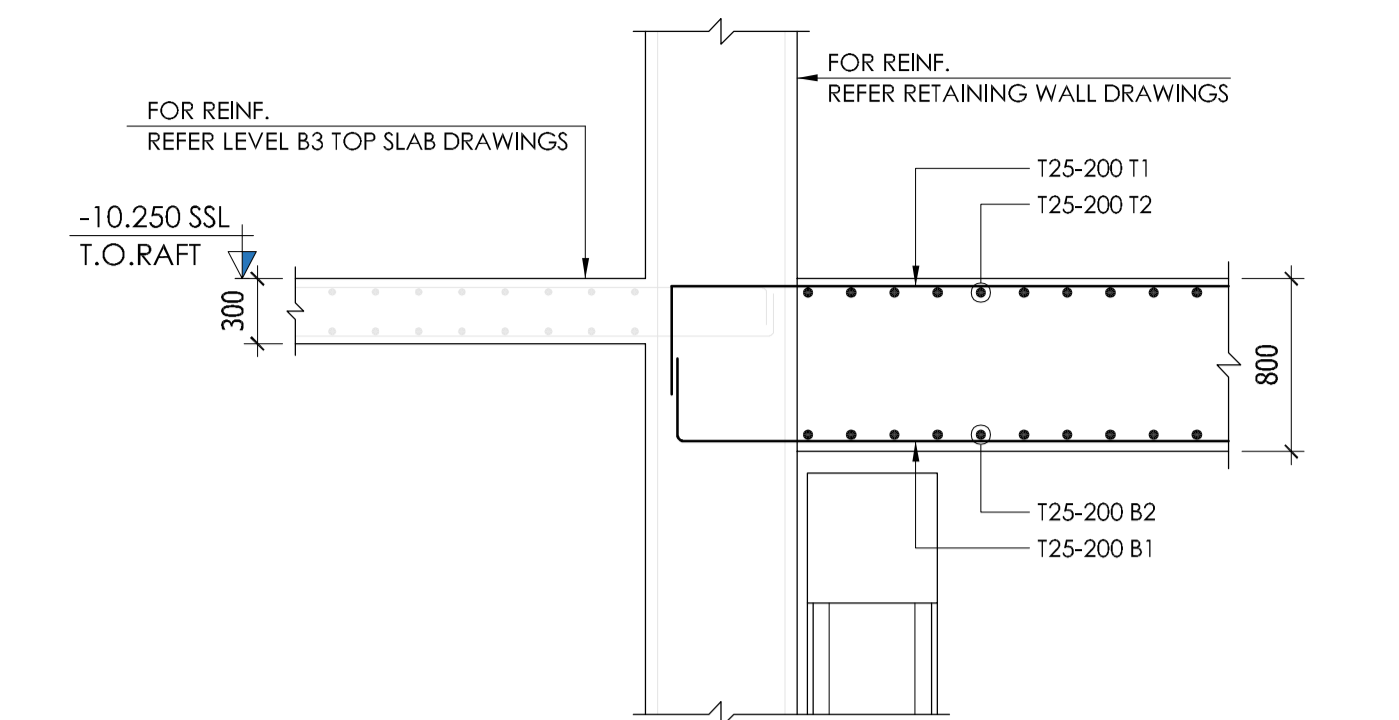 FOR REINF.
REFER RETAINING WALL DRAWINGS
FOR REINF.
REFER LEVEL B3 TOP SLAB DRAWINGS
T25-200 T1
T25-200 T2
-10.250 SSL
T.O.RAFT
300
800
T25-200 B2
T25-200 B1